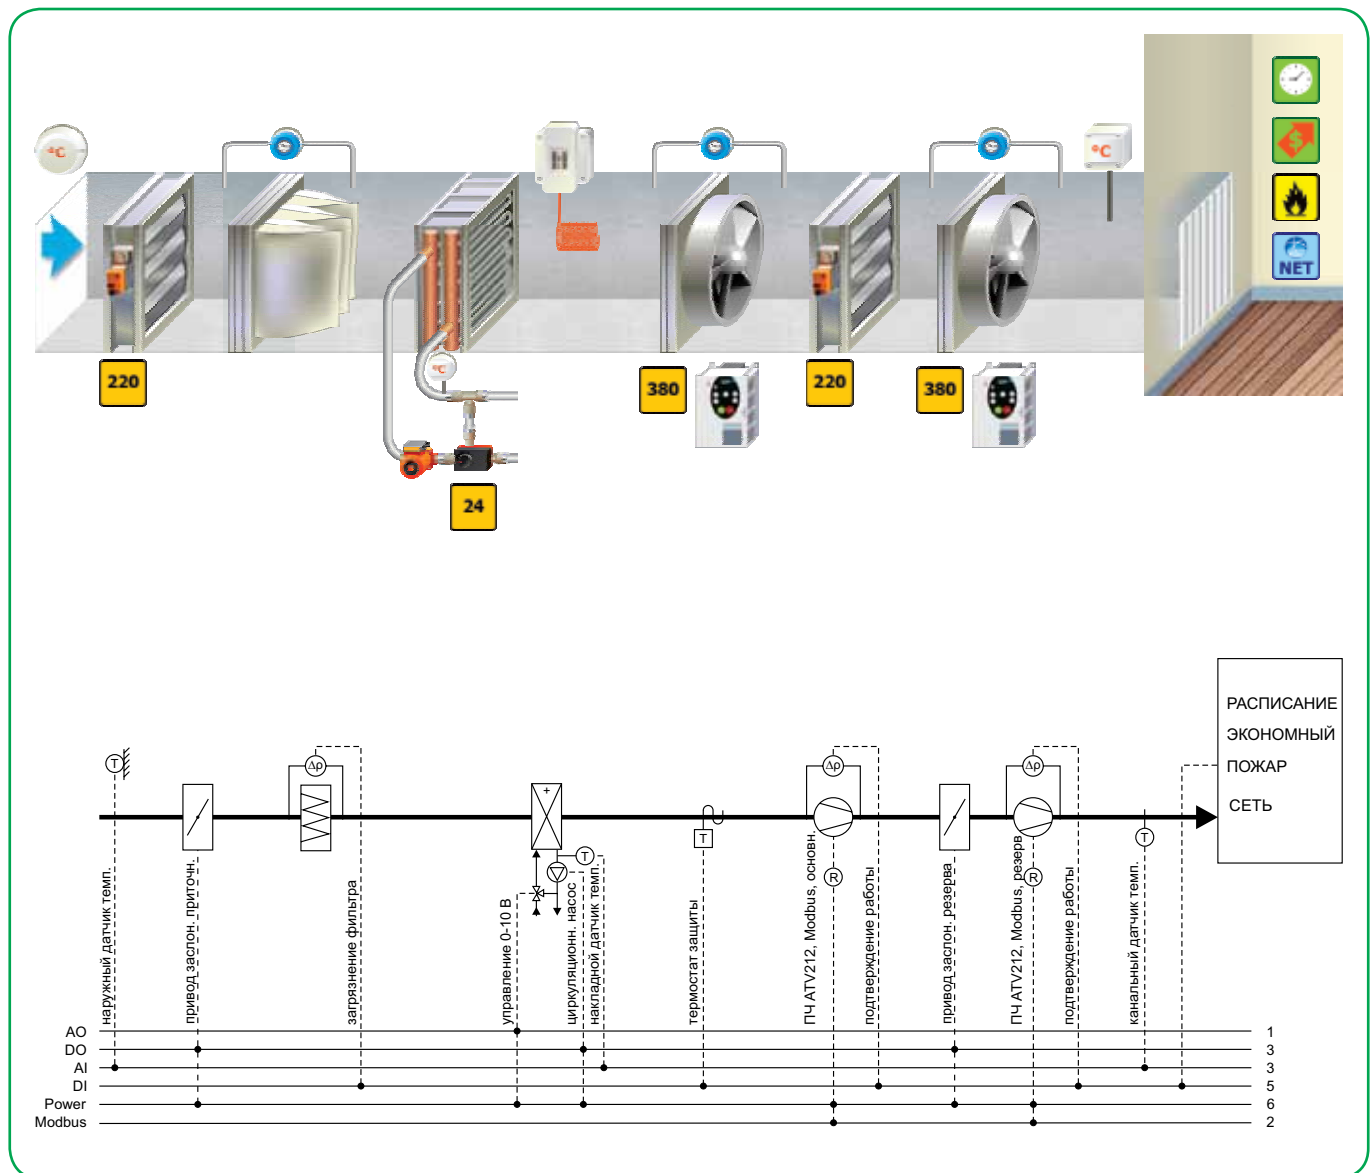 °C
°C
°C
220
380
220
380
24
NET
РАСПИСАНИЕ
ЭКОНОМНЫЙ
ПОЖАР
СЕТЬ
T
Δp
+
T
T
Δp
Δp
T
R
R
наружный датчик темп.
привод заслон. приточн.
загрязнение фильтра
управление 0-10 В
циркуляционн. насос
накладной датчик темп.
термостат защиты
ПЧ ATV212, Modbus, основн.
подтверждение работы
привод заслон. резерва
ПЧ ATV212, Modbus, резерв
подтверждение работы
канальный датчик темп.
AO 1
DO 3
AI 3
DI 5
Power 6
Modbus 2